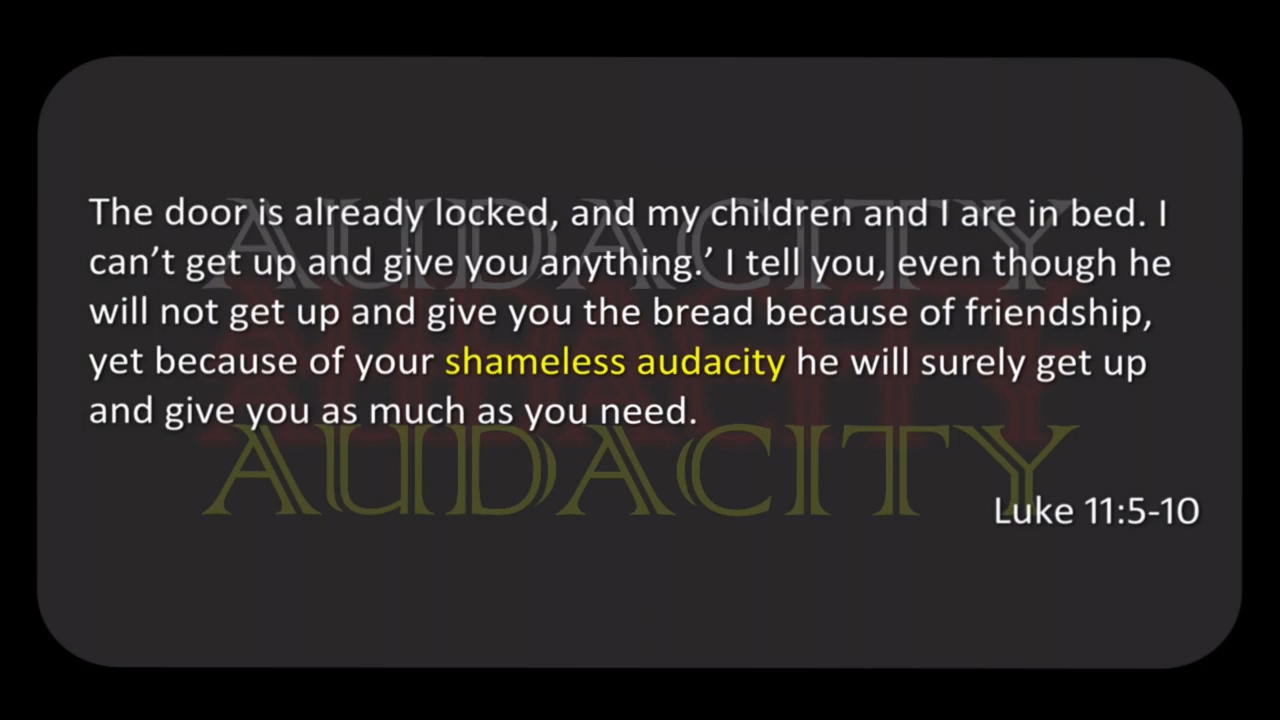 The door is already locked, and my children and I are in bed. I
can’t get up and give you anything.’ I tell you, even though he
will not get up and give you the bread because of friendship,
yet because of your shameless audacity he will surely get up
and give you as much as you need.
Luke 11:5-10
AUDACITY
AUDACITY
AUDACITY